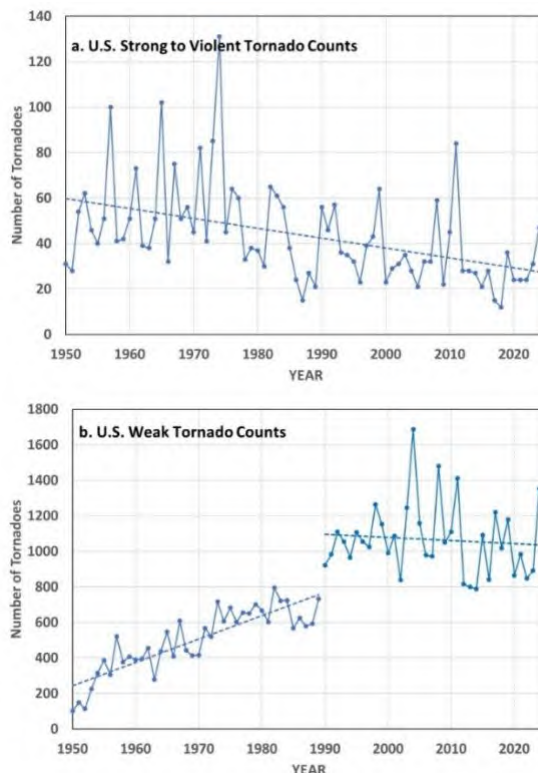 140
a. U.S. Strong to Violent Tornado Counts
120
100
80
60
40
20
0
Number of Tornadoes
1950 1960 1970 1980 1990 2000 2010 2020
YEAR
1800
b. U.S. Weak Tornado Counts
1600
1400
1200
1000
800
600
400
200
0
Number of Tornadoes
1950 1960 1970 1980 1990 2000 2010 2020
YEAR